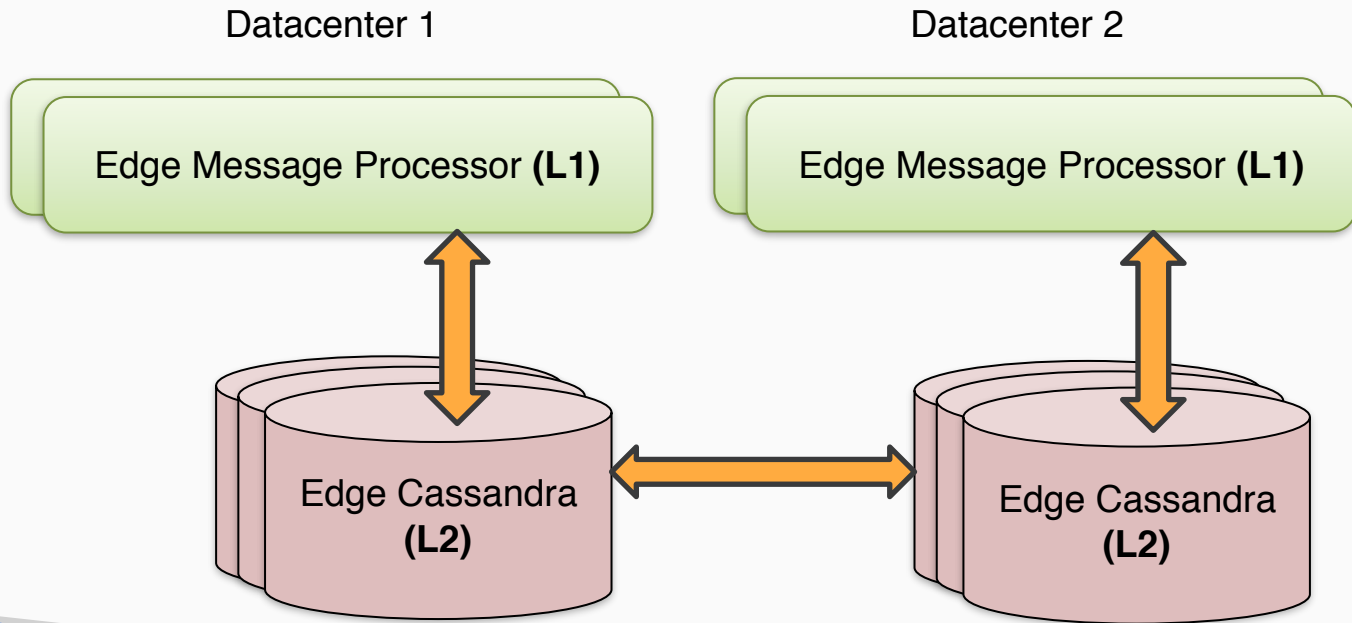 Datacenter 1
Datacenter 2
Edge Message Processor (L1)
Edge Message Processor (L1)
Edge Cassandra
(L2)
Edge Cassandra
(L2)